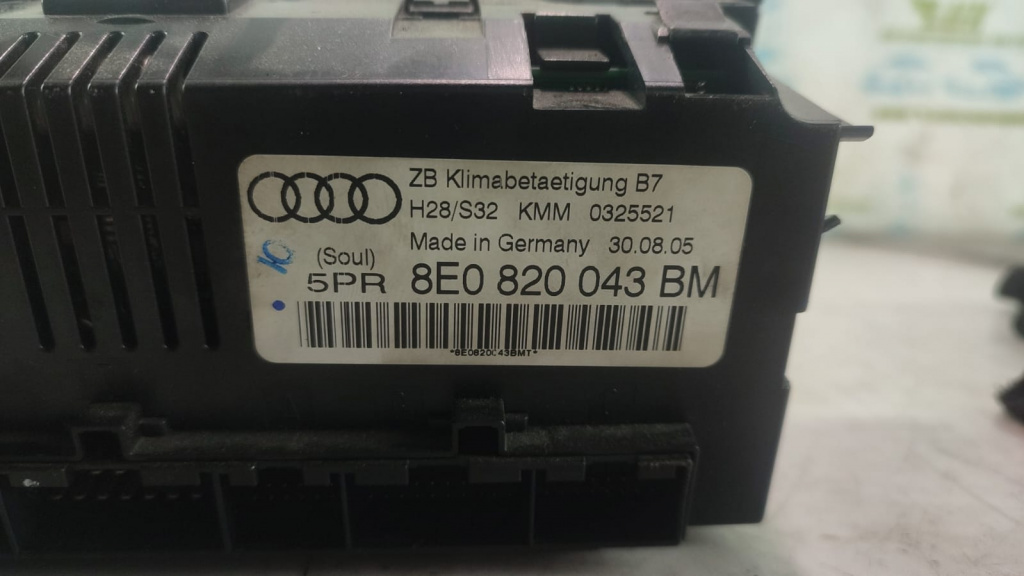 ZB Klimabetaetigung B7
H28/S32 KMM 0325521
Made in Germany 30.08.05
(Soul)
5PR 8E0 820 043 BM
*8E0820043BMT*